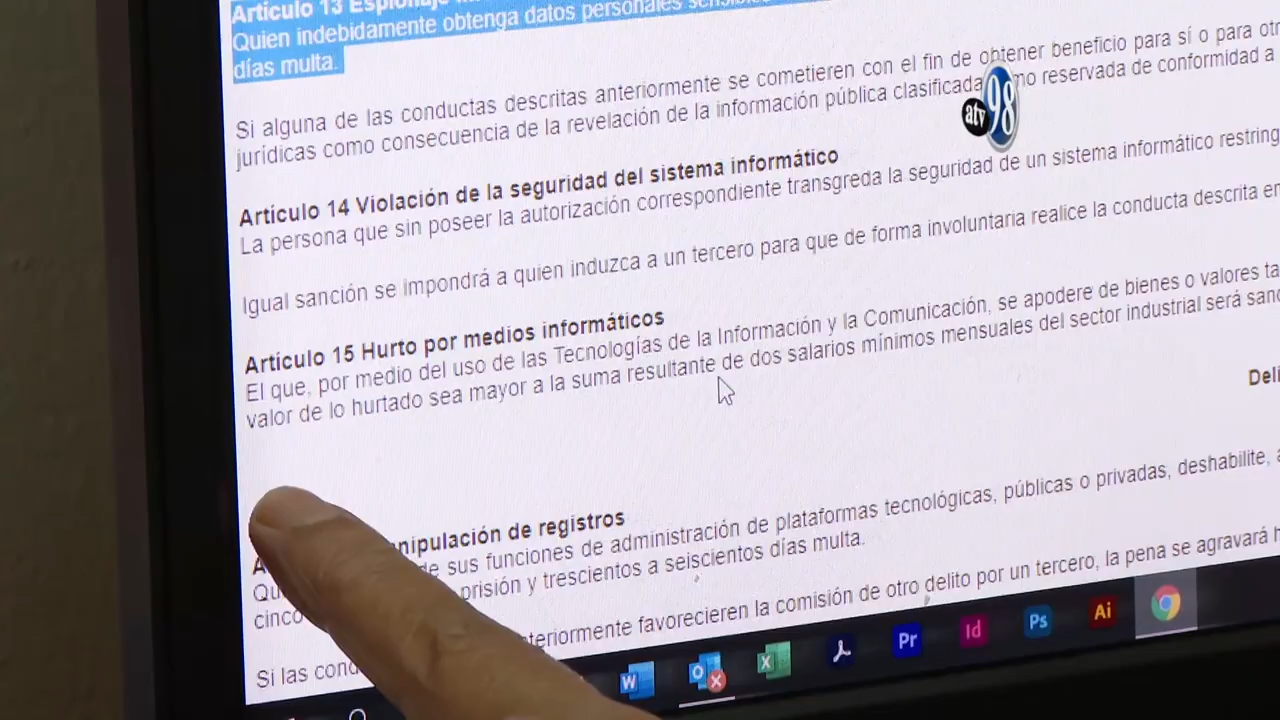 Artículo 13 Espionaje
Quien indebidamente obtenga datos personales
días multa.
Si alguna de las conductas descritas anteriormente se cometieren con el fin de obtener beneficio para sí o para
jurídicas como consecuencia de la revelación de la información pública clasificada como reservada de conformidad a
Artículo 14 Violación de la seguridad del sistema informático
La persona que sin poseer la autorización correspondiente transgreda la seguridad de un sistema informático
Igual sanción se impondrá a quien induzca a un tercero para que de forma involuntaria realice la conducta descrita
Artículo 15 Hurto por medios informáticos
El que, por medio del uso de las Tecnologías de la Información y la Comunicación, se apodere de bienes o valores
valor de lo hurtado sea mayor a la suma resultante de dos salarios mínimos mensuales del sector industrial será
nipulación de registros
de sus funciones de administración de plataformas tecnológicas, públicas o privadas, deshabilite,
cinco prisión y trescientos a seiscientos días multa.
teriormente favorecieren la comisión de otro delito por un tercero, la pena se agravará
Si las
atv 98
W X Pr Id Ps Ai